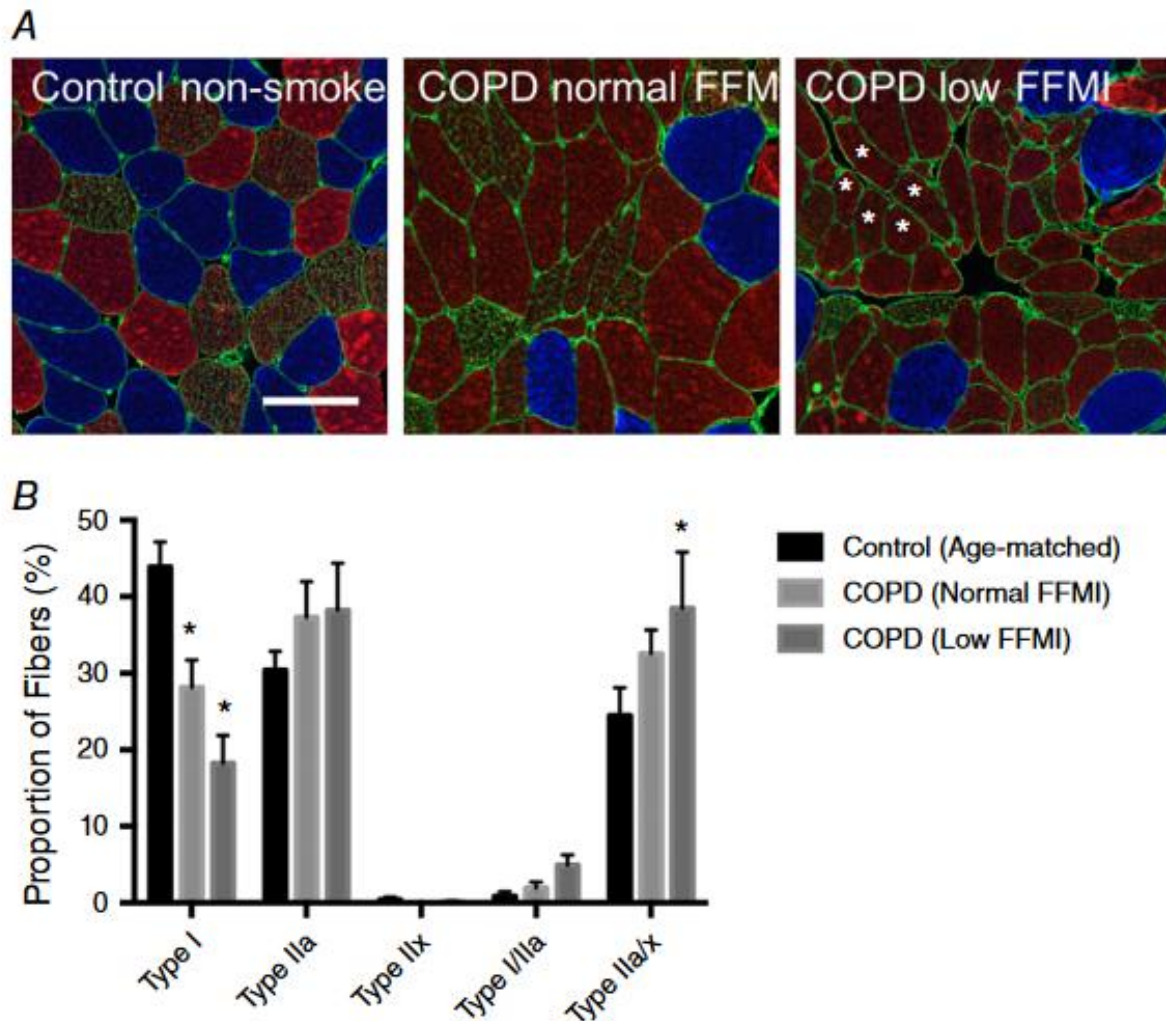 A
Control non-smoke
COPD normal FFM
COPD low FFMI
* * * * *
B
Proportion of Fibers (%)
50
40
30
20
10
0
* * *
Type I
Type IIa
Type IIx
Type I/IIa
Type IIa/x
Control (Age-matched)
COPD (Normal FFMI)
COPD (Low FFMI)